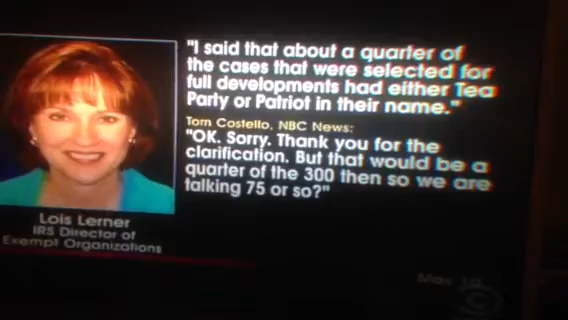 "I said that about a quarter of
the cases that were selected for
full developments had either Tea
Party or Patriot in their name."
Tom Costello, NBC News:
"OK. Sorry. Thank you for the
clarification. But that would be a
quarter of the 300 then so we are
talking 75 or so?"
Lois Lerner
IRS Director of
Exempt Organizations